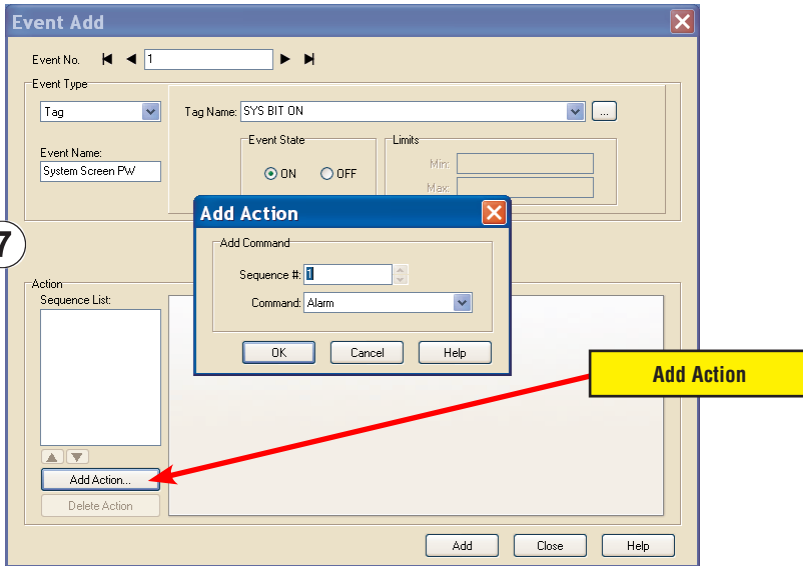 Event Add
Event No. 1
Event Type
Tag
Tag Name: SYS BIT ON ...
Event Name:
System Screen PW
Event State
ON OFF
Limits
Min:
Max:
7
Add Action
Add Command
Sequence #: 1
Command: Alarm
OK Cancel Help
Action
Sequence List:
Add Action
Add Action...
Delete Action
Add Close Help